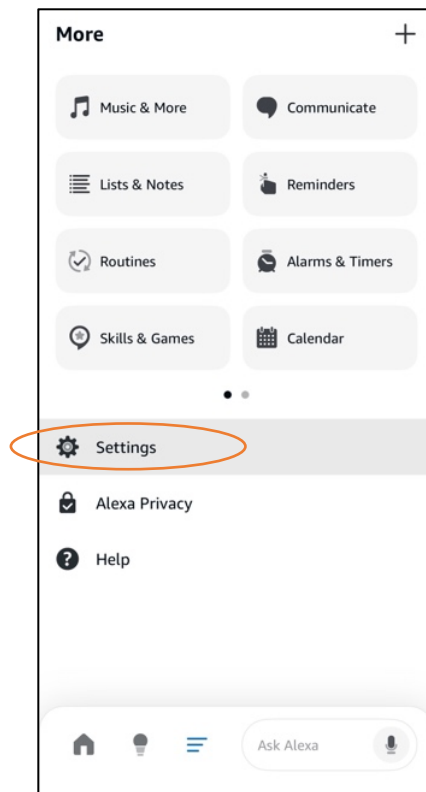 More
Music & More
Communicate
Lists & Notes
Reminders
Routines
Alarms & Timers
Skills & Games
Calendar
Settings
Alexa Privacy
Help
Ask Alexa